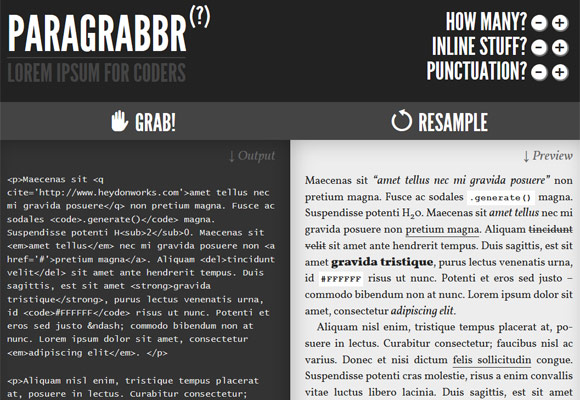 PARAGRABBR(?)
LOREM IPSUM FOR CODERS
HOW MANY? − +
INLINE STUFF? − +
PUNCTUATION? − +
GRAB!
RESAMPLE
↓ Output
<p>Maecenas sit <q
cite='http://www.heydonworks.com'>amet tellus nec
mi gravida posuere</q> non pretium magna. Fusce ac
sodales <code>.generate()</code> magna.
Suspendisse potenti H<sub>2</sub>O. Maecenas sit
<em>amet tellus</em> nec mi gravida posuere non <a
href='#'>pretium magna</a>. Aliquam <del>tincidunt
velit</del> sit amet ante hendrerit tempus. Duis
sagittis, est sit amet <strong>gravida
tristique</strong>, purus lectus venenatis urna,
id <code>#FFFFFF</code> risus ut nunc. Potenti et
eros sed justo &ndash; commodo bibendum non at
nunc. Lorem ipsum dolor sit amet, consectetur
<em>adipiscing elit</em>. </p>
<p>Aliquam nisl enim, tristique tempus placerat
at, posuere in lectus. Curabitur consectetur;
↓ Preview
Maecenas sit “amet tellus nec mi gravida posuere” non
pretium magna. Fusce ac sodales .generate() magna.
Suspendisse potenti H2O. Maecenas sit amet tellus nec mi
gravida posuere non pretium magna. Aliquam tincidunt
velit sit amet ante hendrerit tempus. Duis sagittis, est sit
amet gravida tristique, purus lectus venenatis urna,
id #FFFFFF risus ut nunc. Potenti et eros sed justo –
commodo bibendum non at nunc. Lorem ipsum dolor sit
amet, consectetur adipiscing elit.
Aliquam nisl enim, tristique tempus placerat at, po-
suere in lectus. Curabitur consectetur; faucibus nisl ac
varius. Donec et nisi dictum felis sollicitudin congue.
Suspendisse potenti cras molestie, risus a enim convallis
vitae luctus libero lacinia. Duis sagittis, est sit amet